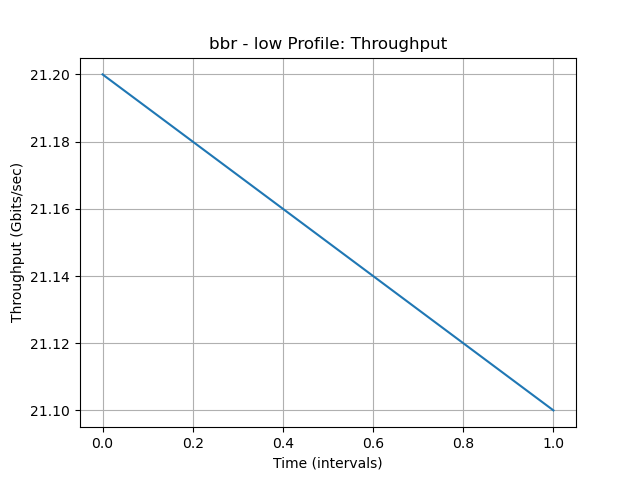 bbr - low Profile: Throughput
Throughput (Gbits/sec)
21.20
21.18
21.16
21.14
21.12
21.10
0.0 0.2 0.4 0.6 0.8 1.0
Time (intervals)